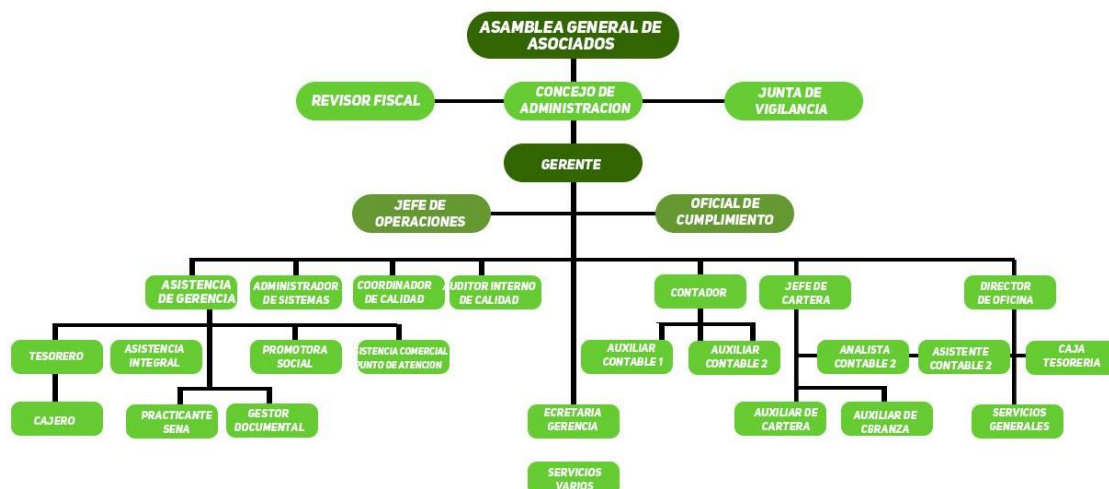 ASAMBLEA GENERAL DE
ASOCIADOS
REVISOR FISCAL
CONCEJO DE
ADMINISTRACION
JUNTA DE
VIGILANCIA
GERENTE
JEFE DE
OPERACIONES
OFICIAL DE
CUMPLIMIENTO
ASISTENCIA
DE GERENCIA
ADMINISTRADOR
DE SISTEMAS
COORDINADOR
DE CALIDAD
AUDITOR INTERNO
DE CALIDAD
CONTADOR
JEFE DE
CARTERA
DIRECTOR
DE OFICINA
TESORERO
ASISTENCIA
INTEGRAL
PROMOTORA
SOCIAL
SISTENCIA COMERCIAL
PUNTO DE ATENCION
AUXILIAR
CONTABLE 1
AUXILIAR
CONTABLE 2
ANALISTA
CONTABLE 2
ASISTENTE
CONTABLE 2
CAJA
TESORERIA
CAJERO
PRACTICANTE
SENA
GESTOR
DOCUMENTAL
ECRETARIA
GERENCIA
AUXILIAR DE
CARTERA
AUXILIAR DE
CBRANZA
SERVICIOS
GENERALES
SERVICIOS
VARIOS